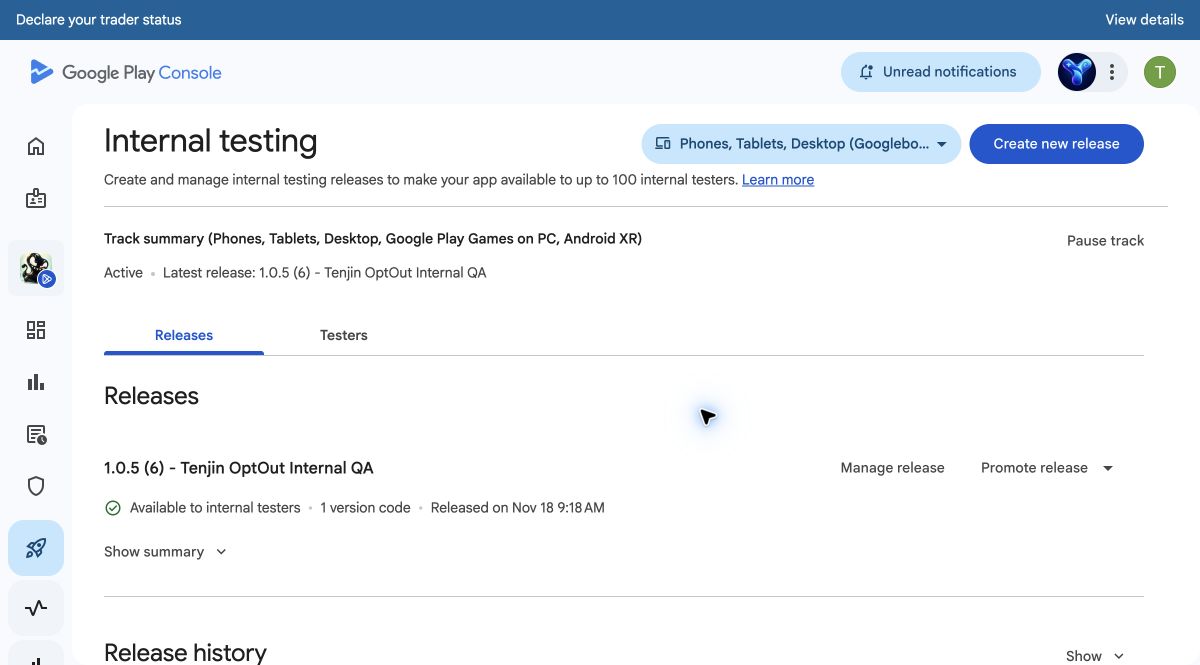 Declare your trader status
View details
Google Play Console
Unread notifications
T
Internal testing
Phones, Tablets, Desktop (Googlebo...
Create new release
Create and manage internal testing releases to make your app available to up to 100 internal testers. Learn more
Track summary (Phones, Tablets, Desktop, Google Play Games on PC, Android XR)
Pause track
Active • Latest release: 1.0.5 (6) - Tenjin OptOut Internal QA
Releases
Testers
Releases
1.0.5 (6) - Tenjin OptOut Internal QA
Manage release
Promote release
Available to internal testers • 1 version code • Released on Nov 18 9:18 AM
Show summary
Release history
Show